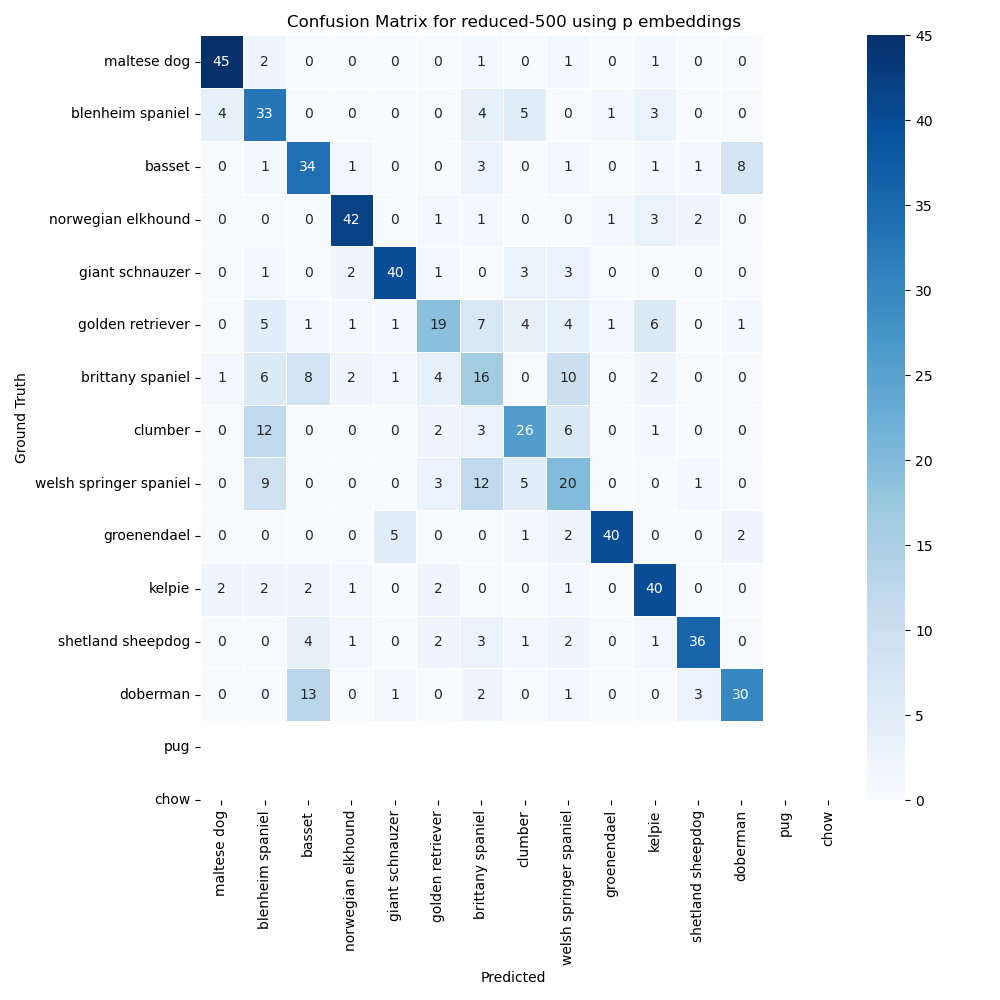 Confusion Matrix for reduced-500 using p embeddings
maltese dog 45 2 0 0 0 0 1 0 1 0 1 0 0
blenheim spaniel 4 33 0 0 0 0 4 5 0 1 3 0 0
basset 0 1 34 1 0 0 3 0 1 0 1 1 8
norwegian elkhound 0 0 0 42 0 1 1 0 0 1 3 2 0
giant schnauzer 0 1 0 2 40 1 0 3 3 0 0 0 0
golden retriever 0 5 1 1 1 19 7 4 4 1 6 0 1
brittany spaniel 1 6 8 2 1 4 16 0 10 0 2 0 0
clumber 0 12 0 0 0 2 3 26 6 0 1 0 0
welsh springer spaniel 0 9 0 0 0 3 12 5 20 0 0 1 0
groenendael 0 0 0 0 5 0 0 1 2 40 0 0 2
kelpie 2 2 2 1 0 2 0 0 1 0 40 0 0
shetland sheepdog 0 0 4 1 0 2 3 1 2 0 1 36 0
doberman 0 0 13 0 1 0 2 0 1 0 0 3 30
pug
chow
Ground Truth
maltese dog
blenheim spaniel
basset
norwegian elkhound
giant schnauzer
golden retriever
brittany spaniel
clumber
welsh springer spaniel
groenendael
kelpie
shetland sheepdog
doberman
pug
chow
Predicted
45
40
35
30
25
20
15
10
5
0